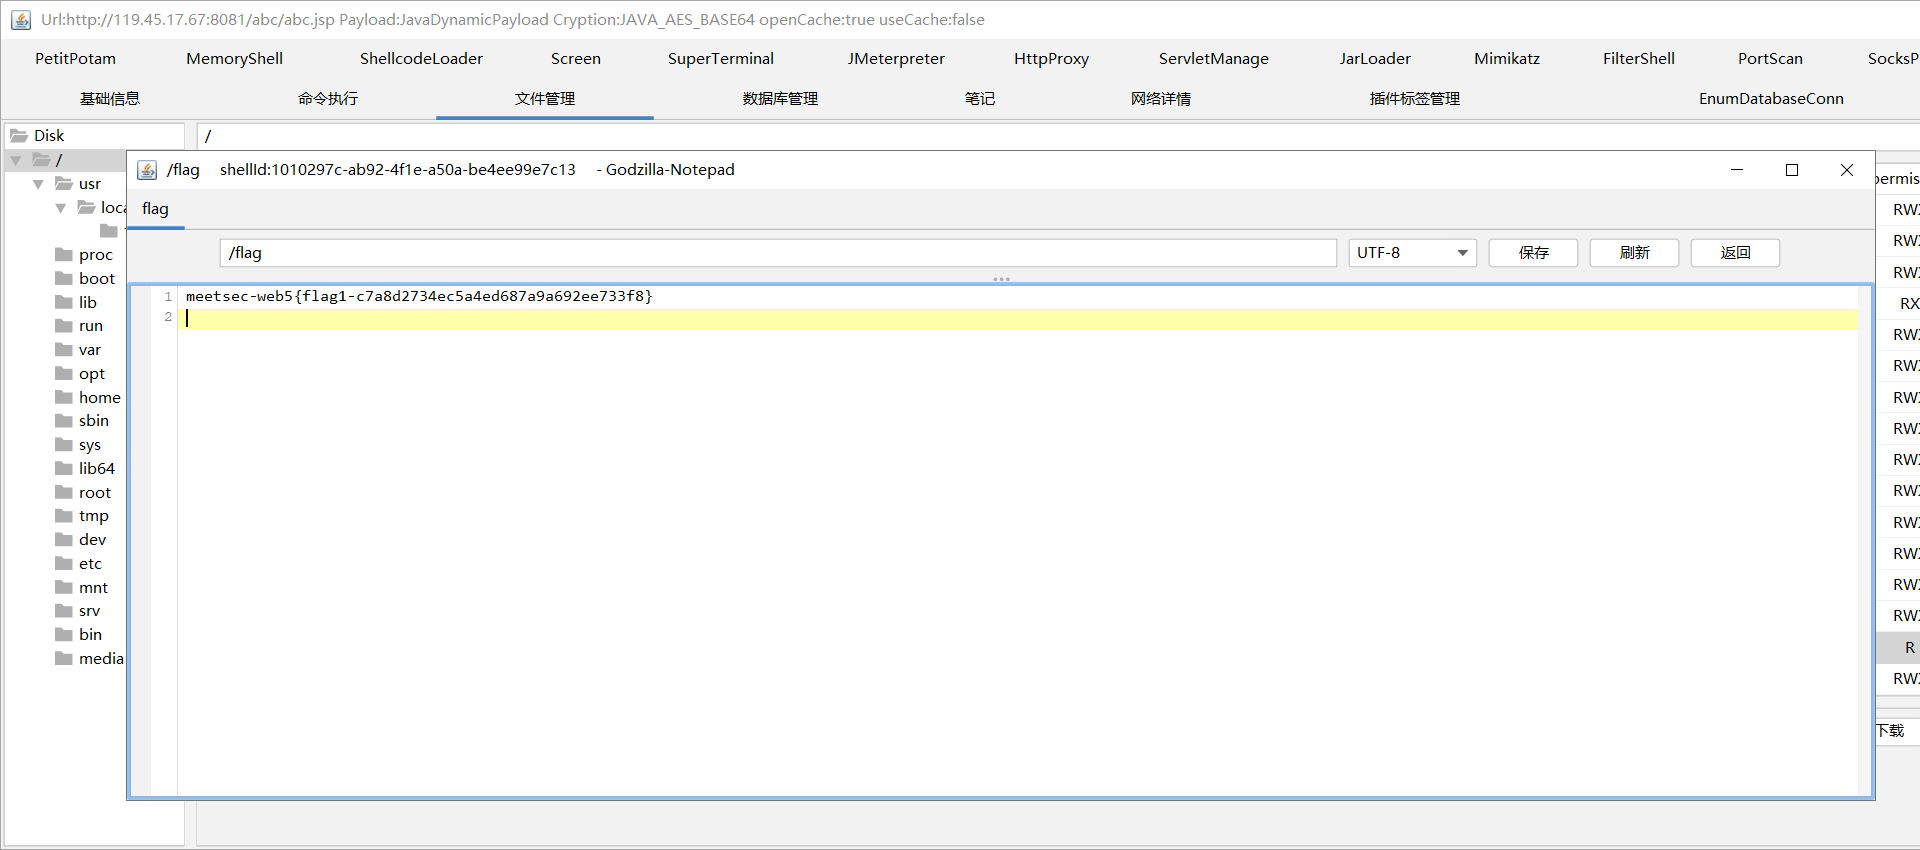 Url:http://119.45.17.67:8081/abc/abc.jsp Payload:JavaDynamicPayload Cryption:JAVA_AES_BASE64 openCache:true useCache:false
PetitPotam MemoryShell ShellcodeLoader Screen SuperTerminal JMeterpreter HttpProxy ServletManage JarLoader Mimikatz FilterShell PortScan SocksP
基础信息 命令执行 文件管理 数据库管理 笔记 网络详情 插件标签管理 EnumDatabaseConn
Disk
/
/
/flag shellId:1010297c-ab92-4f1e-a50a-be4ee99e7c13 - Godzilla-Notepad
permis
usr
flag
RW
loca
RW
/flag UTF-8 保存 刷新 返回
proc
RW
boot
1 meetsec-web5{flag1-c7a8d2734ec5a4ed687a9a692ee733f8}
lib
RX
2
run
RW
var
RW
opt
home
RW
sbin
RW
sys
RW
lib64
root
RW
tmp
RW
dev
RW
etc
mnt
RW
srv
RW
bin
R
media
RW
下载